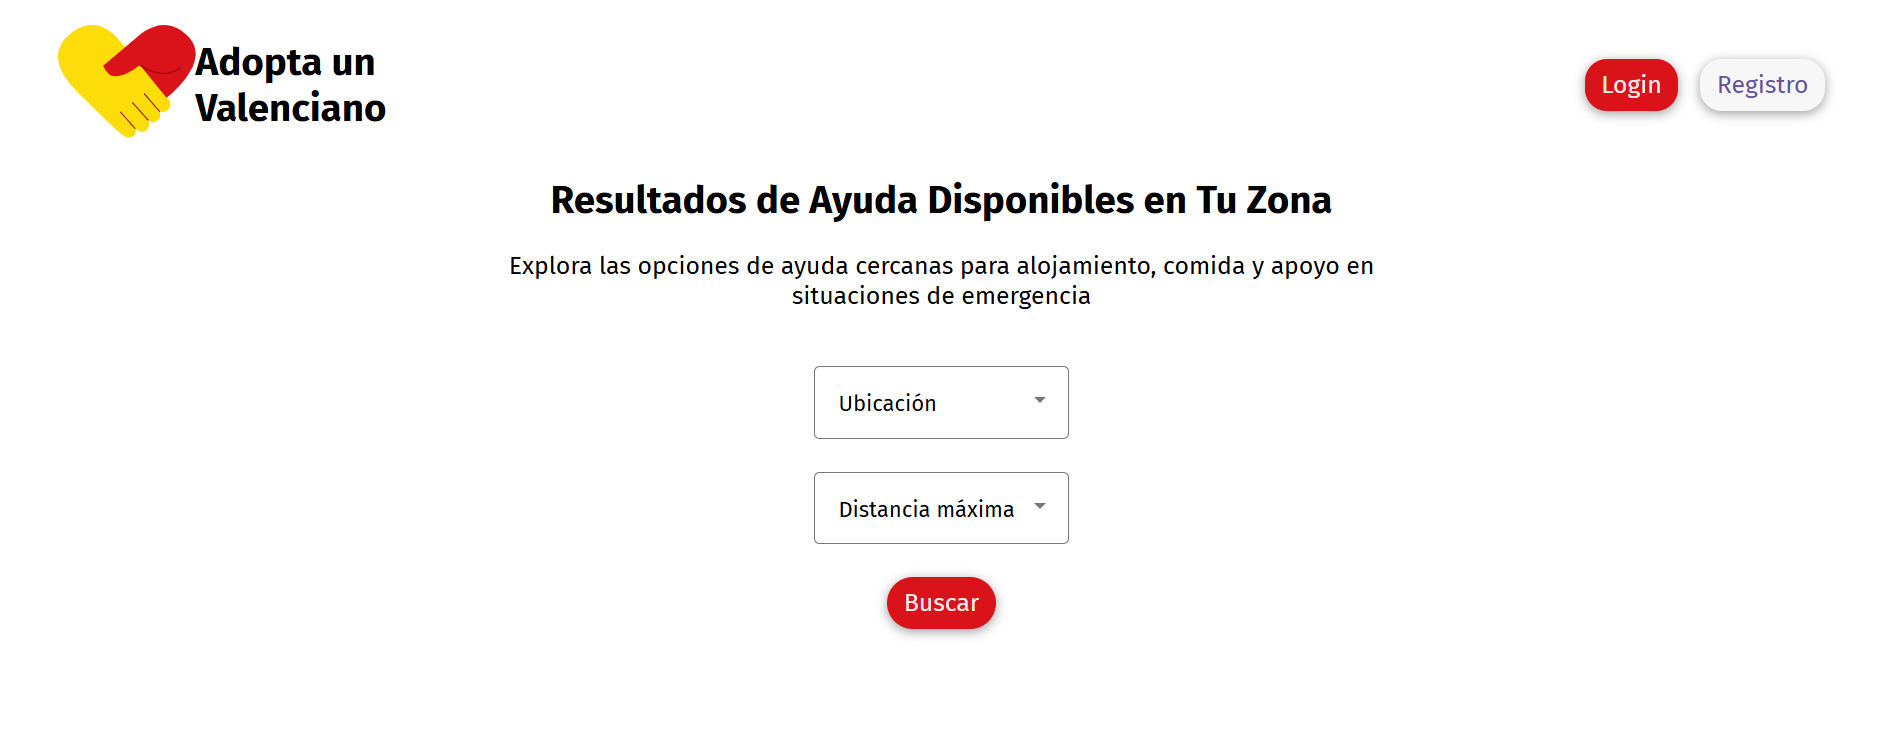 Adopta un
Valenciano
Login
Registro
Resultados de Ayuda Disponibles en Tu Zona
Explora las opciones de ayuda cercanas para alojamiento, comida y apoyo en
situaciones de emergencia
Ubicación
Distancia máxima
Buscar